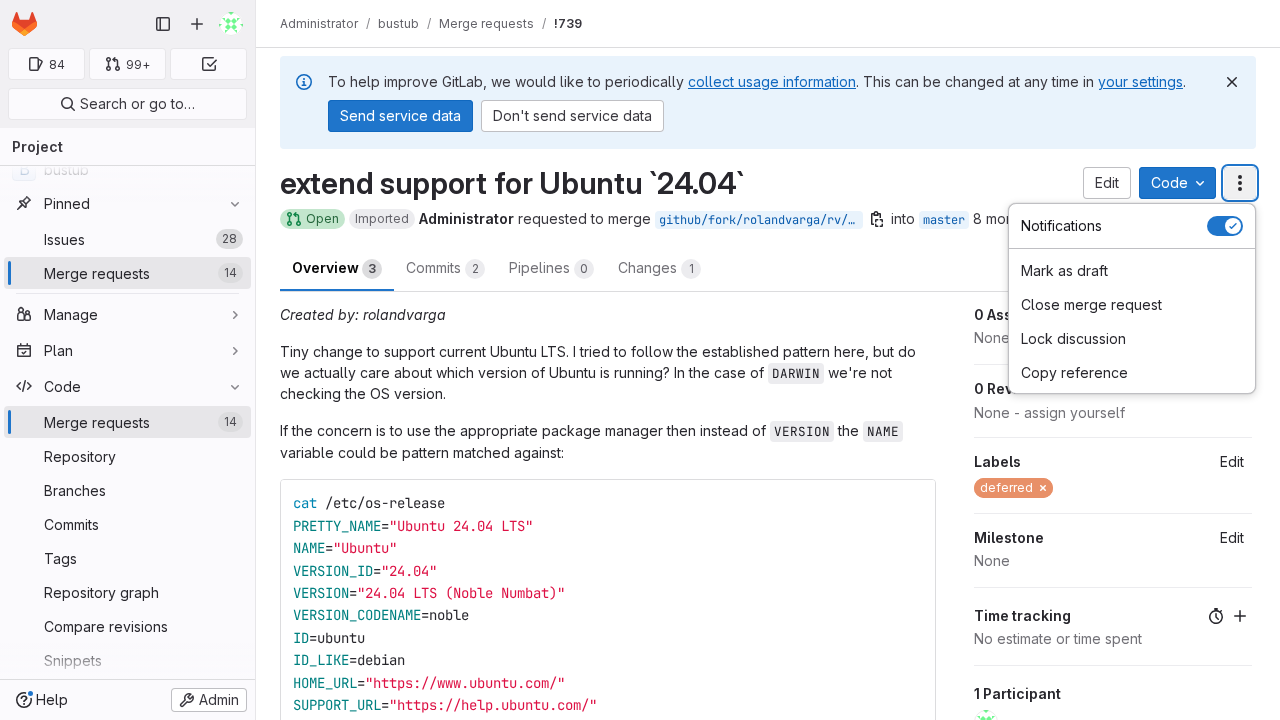 Administrator / bustub / Merge requests / !739
84
99+
Search or go to…
Project
B bustub
Pinned
Issues 28
Merge requests 14
Manage
Plan
Code
Merge requests 14
Repository
Branches
Commits
Tags
Repository graph
Compare revisions
Snippets
Help
Admin
To help improve GitLab, we would like to periodically collect usage information. This can be changed at any time in your settings.
Send service data
Don't send service data
extend support for Ubuntu `24.04`
Edit
Code
Open Imported Administrator requested to merge github/fork/rolandvarga/rv/… into master 8 mon
Notifications
Mark as draft
Close merge request
Lock discussion
Copy reference
Overview 3
Commits 2
Pipelines 0
Changes 1
Created by: rolandvarga
Tiny change to support current Ubuntu LTS. I tried to follow the established pattern here, but do
we actually care about which version of Ubuntu is running? In the case of DARWIN we're not
checking the OS version.
If the concern is to use the appropriate package manager then instead of VERSION the NAME
variable could be pattern matched against:
cat /etc/os-release
PRETTY_NAME="Ubuntu 24.04 LTS"
NAME="Ubuntu"
VERSION_ID="24.04"
VERSION="24.04 LTS (Noble Numbat)"
VERSION_CODENAME=noble
ID=ubuntu
ID_LIKE=debian
HOME_URL="https://www.ubuntu.com/"
SUPPORT_URL="https://help.ubuntu.com/"
0 Ass
None
0 Rev
None - assign yourself
Labels Edit
deferred ×
Milestone Edit
None
Time tracking
No estimate or time spent
1 Participant